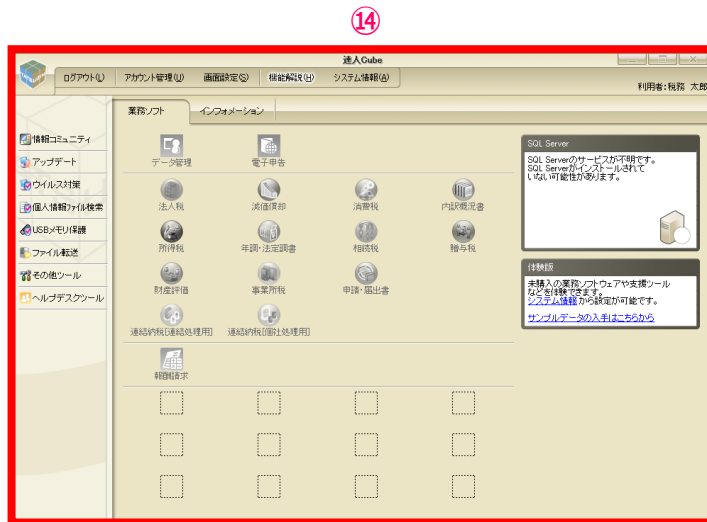 ⑭
達人Cube
ログアウト(L) アカウント管理(U) 画面設定(S) 機能解説(H) システム情報(A)
利用者:税務 太郎
業務ソフト インフォメーション
情報コミュニティ
アップデート
ウイルス対策
個人情報ファイル検索
USBメモリ保護
ファイル転送
その他ツール
ヘルプデスクツール
データ管理 電子申告
法人税 減価償却 消費税 内訳概況書
所得税 年調・法定調書 相続税 贈与税
財産評価 事業所税 申請・届出書
連結納税[連結処理用] 連結納税[個社処理用]
報酬請求
SQL Server
SQL Serverのサービスが不明です。
SQL Serverがインストールされて
いない可能性があります。
体験版
未購入の業務ソフトウェアや支援ツール
などを体験できます。
システム情報 から設定が可能です。
サンプルデータの入手はこちらから